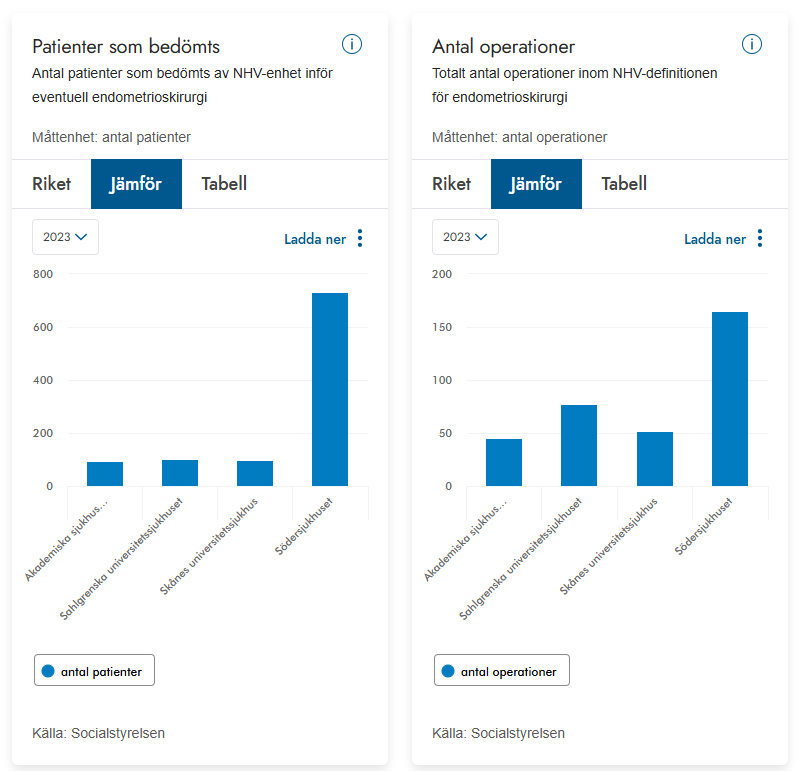 Patienter som bedömts
Antal patienter som bedömts av NHV-enhet inför
eventuell endometrioskirurgi
Måttenhet: antal patienter
Riket Jämför Tabell
2023 Ladda ner
800
600
400
200
0
Akademiska sjukhus...
Sahlgrenska universitetssjukhuset
Skånes universitetssjukhus
Södersjukhuset
antal patienter
Källa: Socialstyrelsen
Antal operationer
Totalt antal operationer inom NHV-definitionen
för endometrioskirurgi
Måttenhet: antal operationer
Riket Jämför Tabell
2023 Ladda ner
200
150
100
50
0
Akademiska sjukhus...
Sahlgrenska universitetssjukhuset
Skånes universitetssjukhus
Södersjukhuset
antal operationer
Källa: Socialstyrelsen